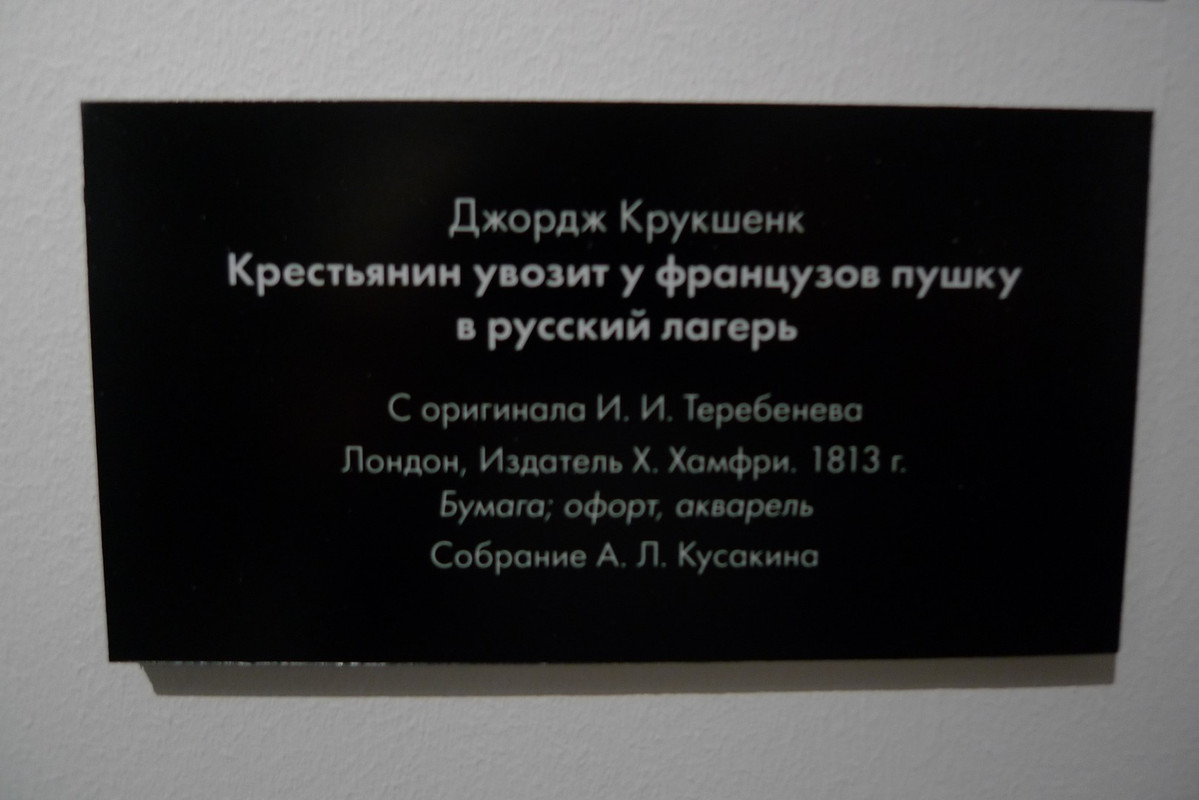 Джордж Крукшенк
Крестьянин увозит у французов пушку
в русский лагерь
С оригинала И. И. Теребенева
Лондон, Издатель Х. Хамфри. 1813 г.
Бумага; офорт, акварель
Собрание А. Л. Кусакина